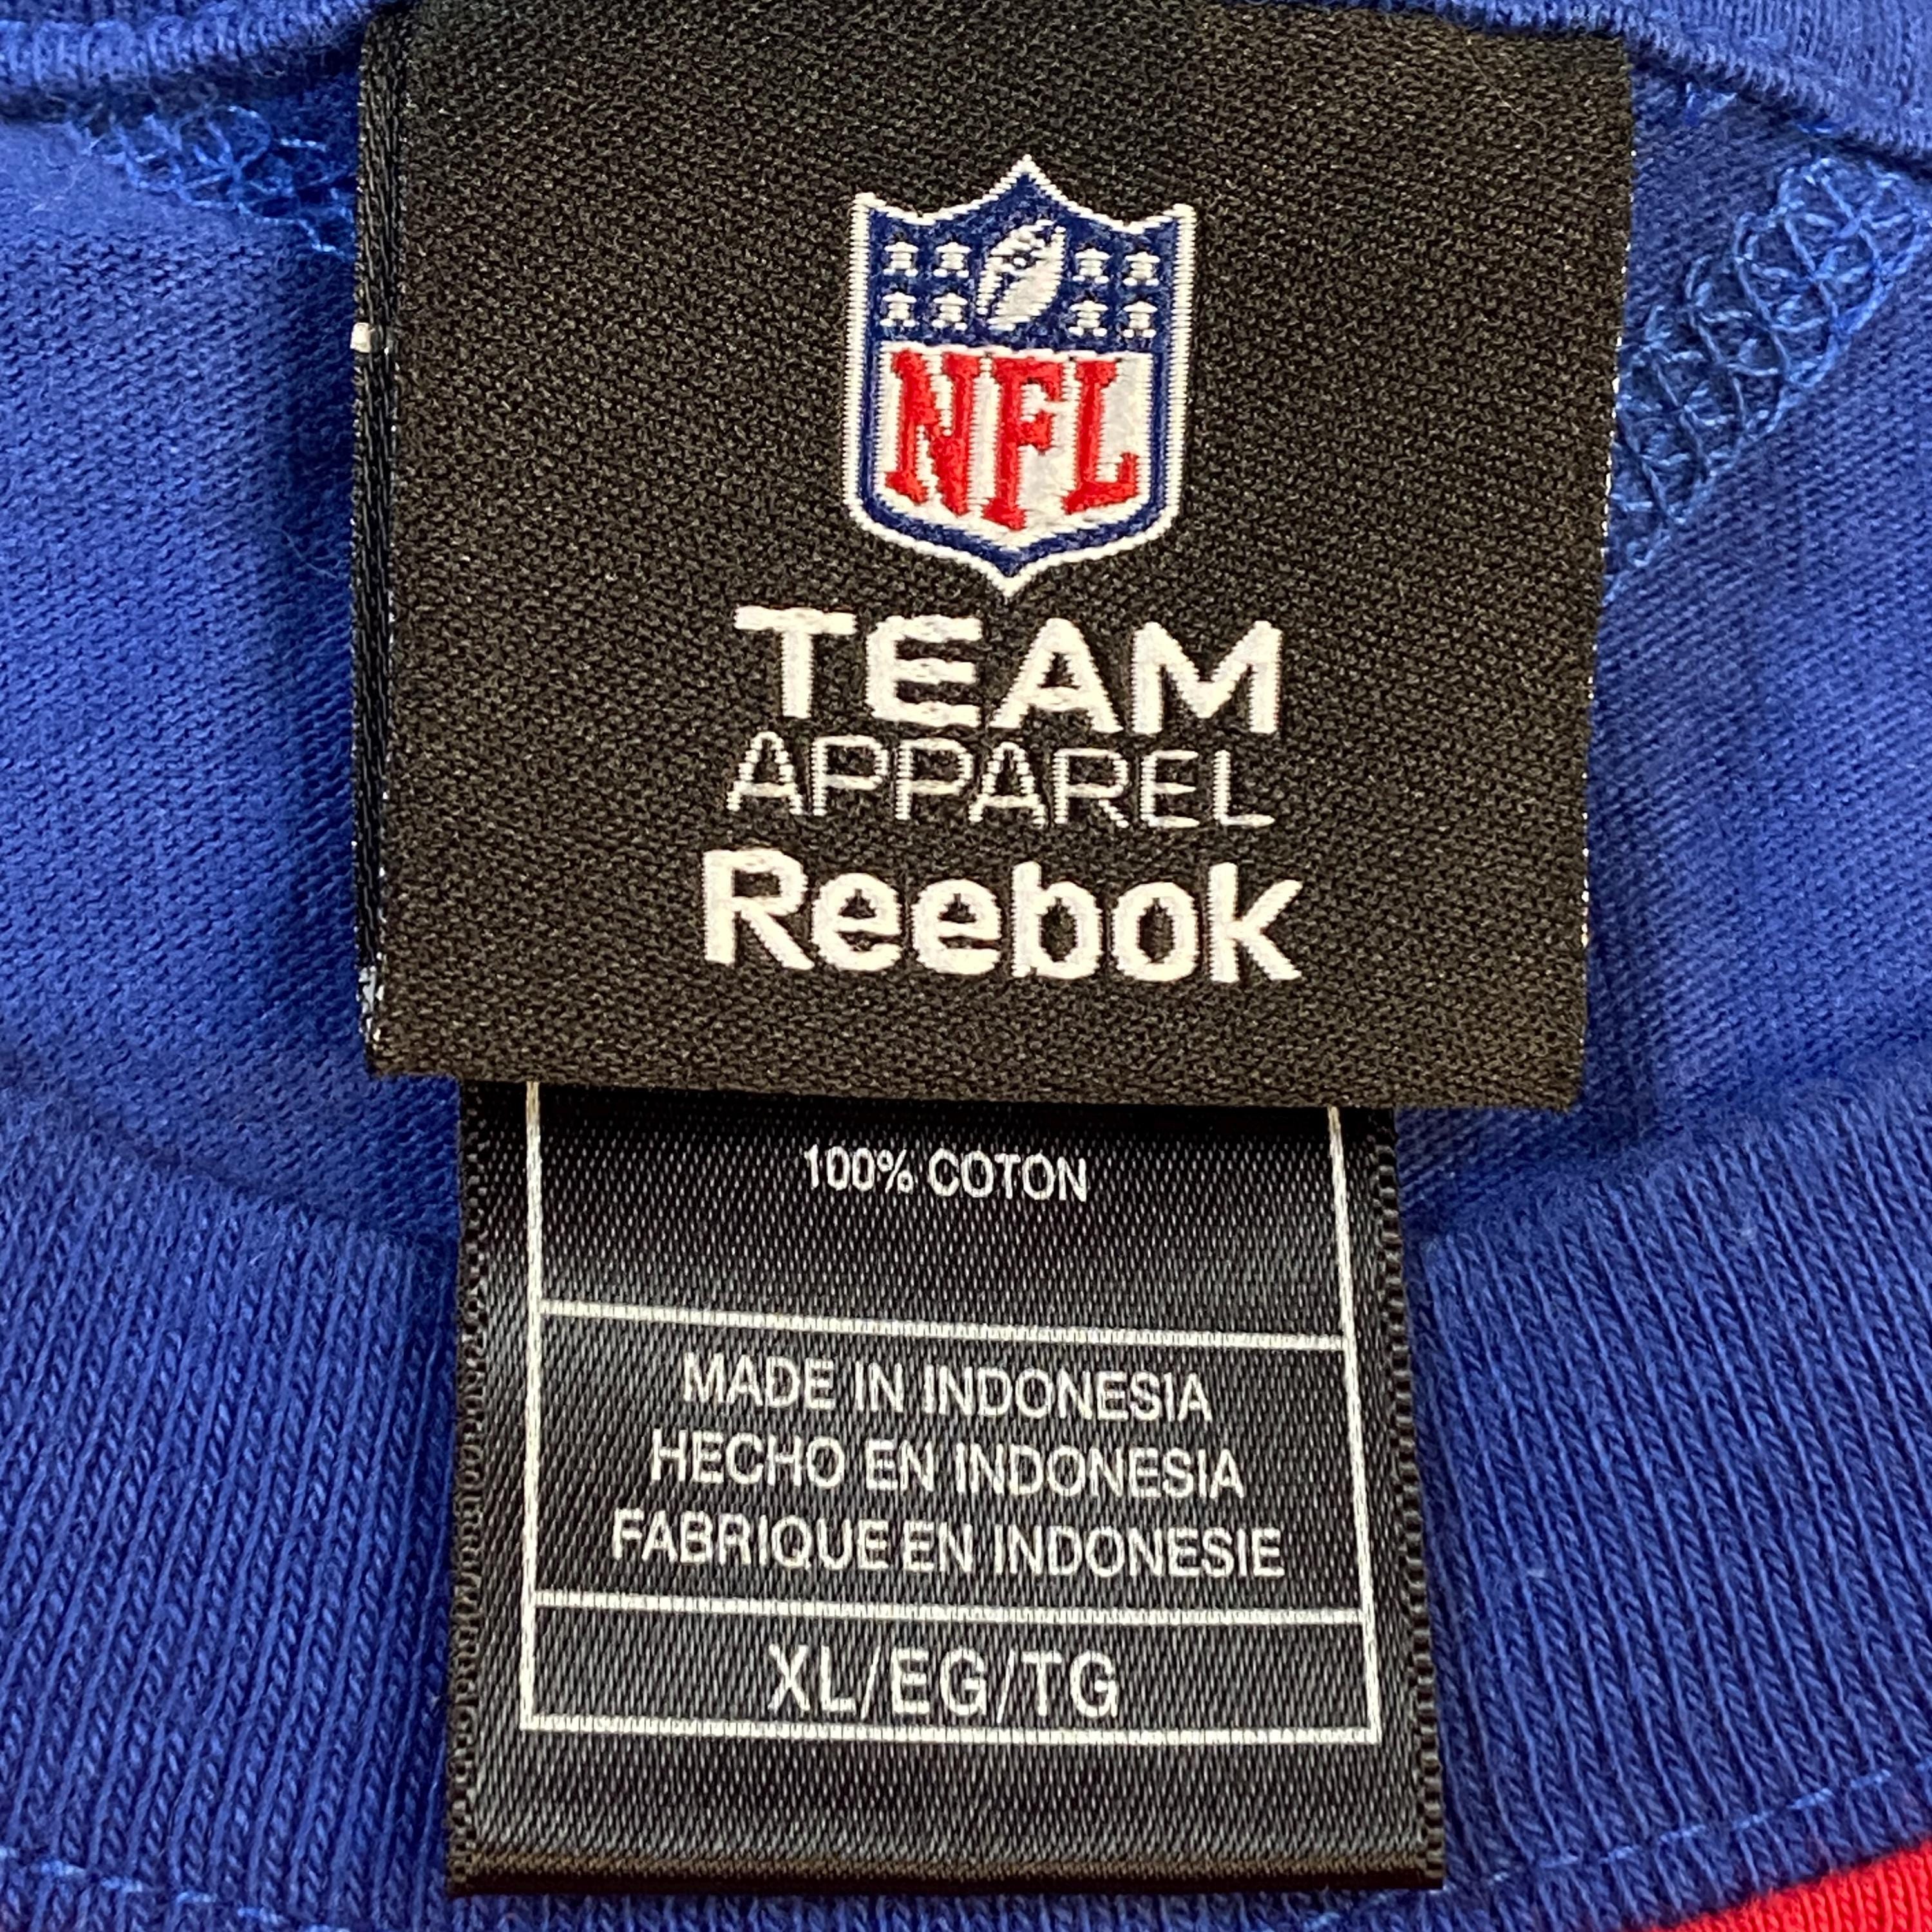 NFL
TEAM
APPAREL
Reebok
100% COTON
MADE IN INDONESIA
HECHO EN INDONESIA
FABRIQUE EN INDONESIE
XL/EG/TG